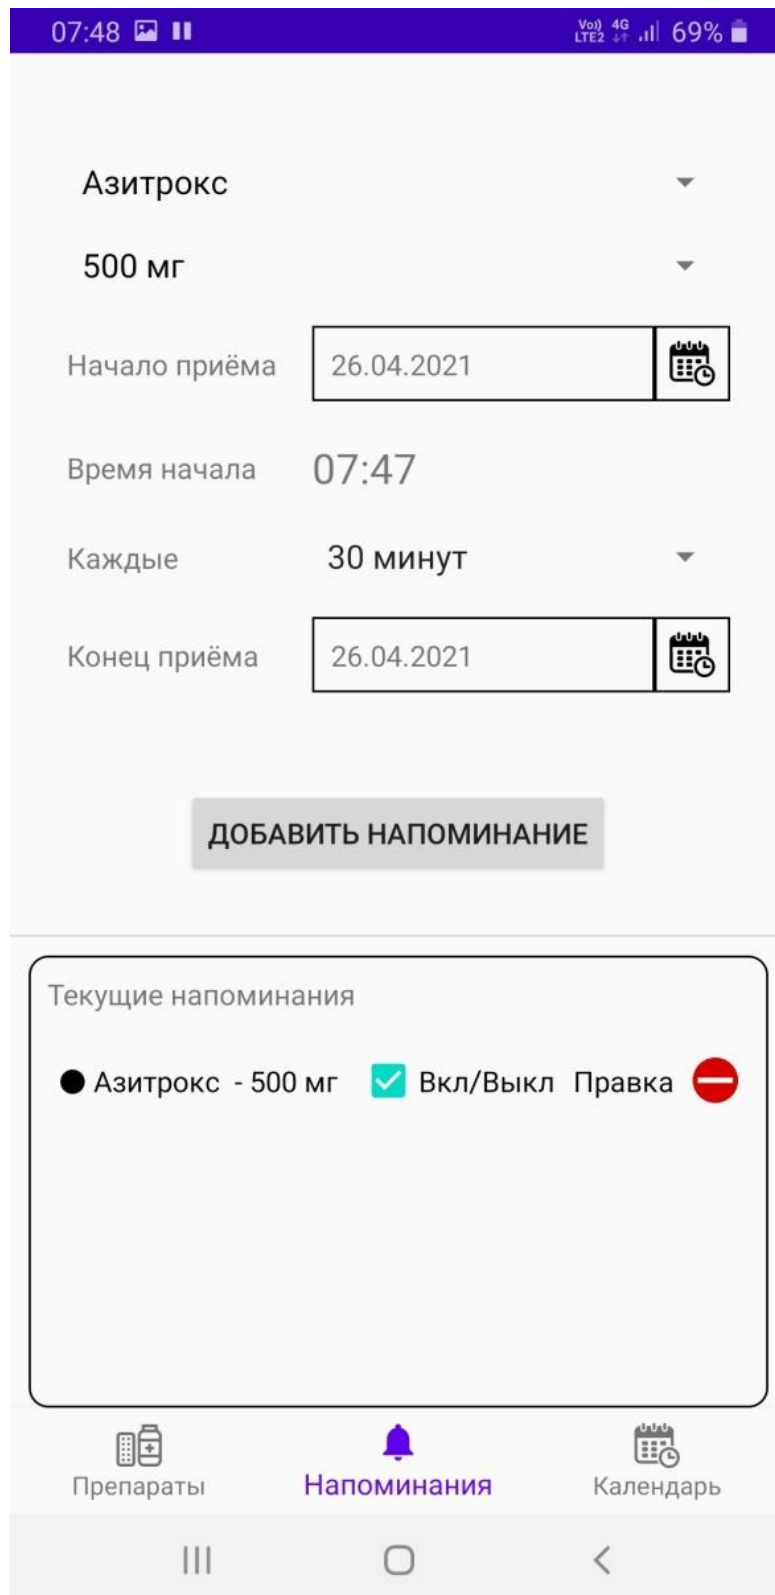 07:48 Vo)) LTE2 4G 69%
Азитрокс
500 мг
Начало приёма 26.04.2021
Время начала 07:47
Каждые 30 минут
Конец приёма 26.04.2021
ДОБАВИТЬ НАПОМИНАНИЕ
Текущие напоминания
Азитрокс - 500 мг Вкл/Выкл Правка
Препараты Напоминания Календарь